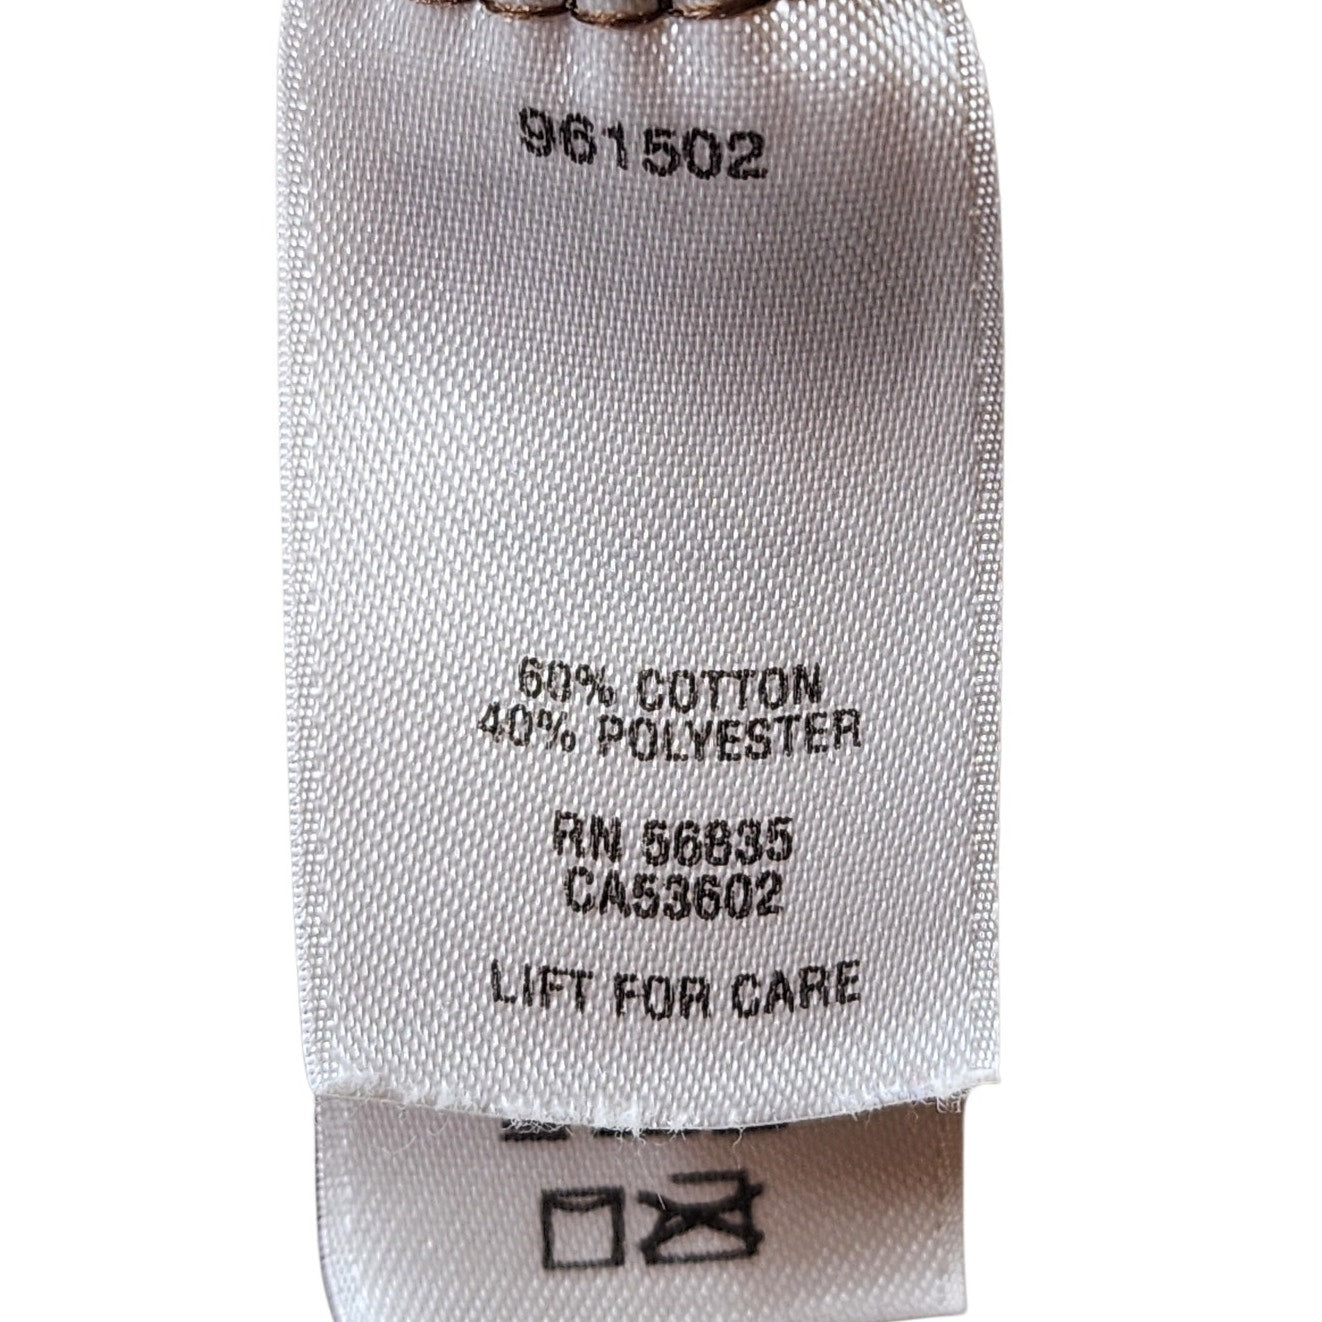 961502
60% COTTON
40% POLYESTER
RN 56835
CA53602
LIFT FOR CARE